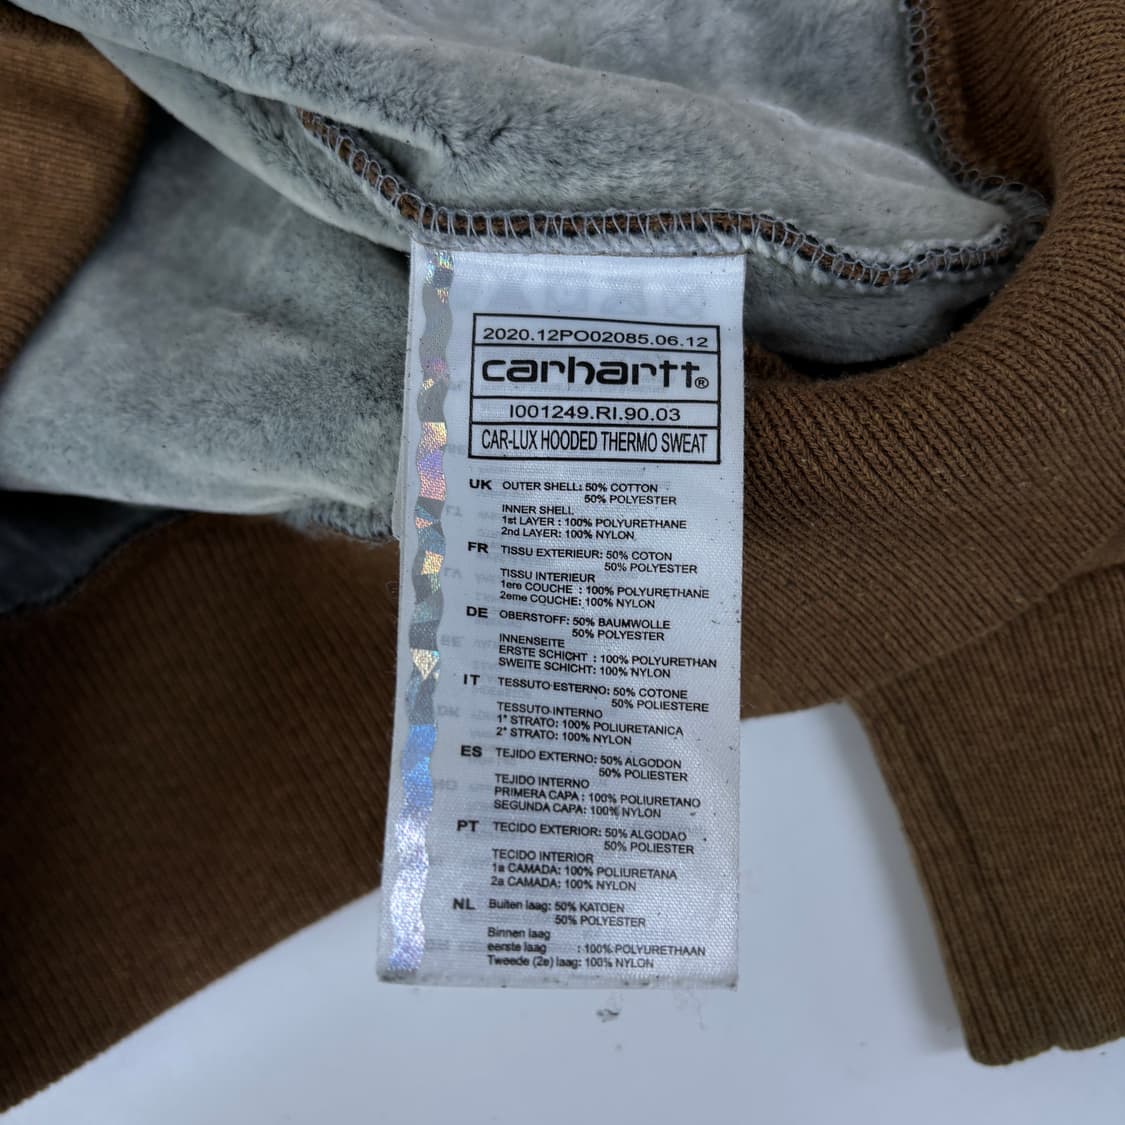 2020.12PO02085.06.12
carhartt®
I001249.RI.90.03
CAR-LUX HOODED THERMO SWEAT
UK OUTER SHELL: 50% COTTON
50% POLYESTER
INNER SHELL
1st LAYER : 100% POLYURETHANE
2nd LAYER: 100% NYLON
FR TISSU EXTERIEUR: 50% COTON
50% POLYESTER
TISSU INTERIEUR
1ere COUCHE : 100% POLYURETHANE
2eme COUCHE: 100% NYLON
DE OBERSTOFF: 50% BAUMWOLLE
50% POLYESTER
INNENSEITE
ERSTE SCHICHT : 100% POLYURETHAN
SWEITE SCHICHT: 100% NYLON
IT TESSUTO ESTERNO: 50% COTONE
50% POLIESTERE
TESSUTO INTERNO
1° STRATO: 100% POLIURETANICA
2° STRATO: 100% NYLON
ES TEJIDO EXTERNO: 50% ALGODON
50% POLIESTER
TEJIDO INTERNO
PRIMERA CAPA : 100% POLIURETANO
SEGUNDA CAPA: 100% NYLON
PT TECIDO EXTERIOR: 50% ALGODAO
50% POLIESTER
TECIDO INTERIOR
1a CAMADA: 100% POLIURETANA
2a CAMADA: 100% NYLON
NL Buiten laag: 50% KATOEN
50% POLYESTER
Binnen laag
eerste laag : 100% POLYURETHAAN
Tweede (2e) laag: 100% NYLON